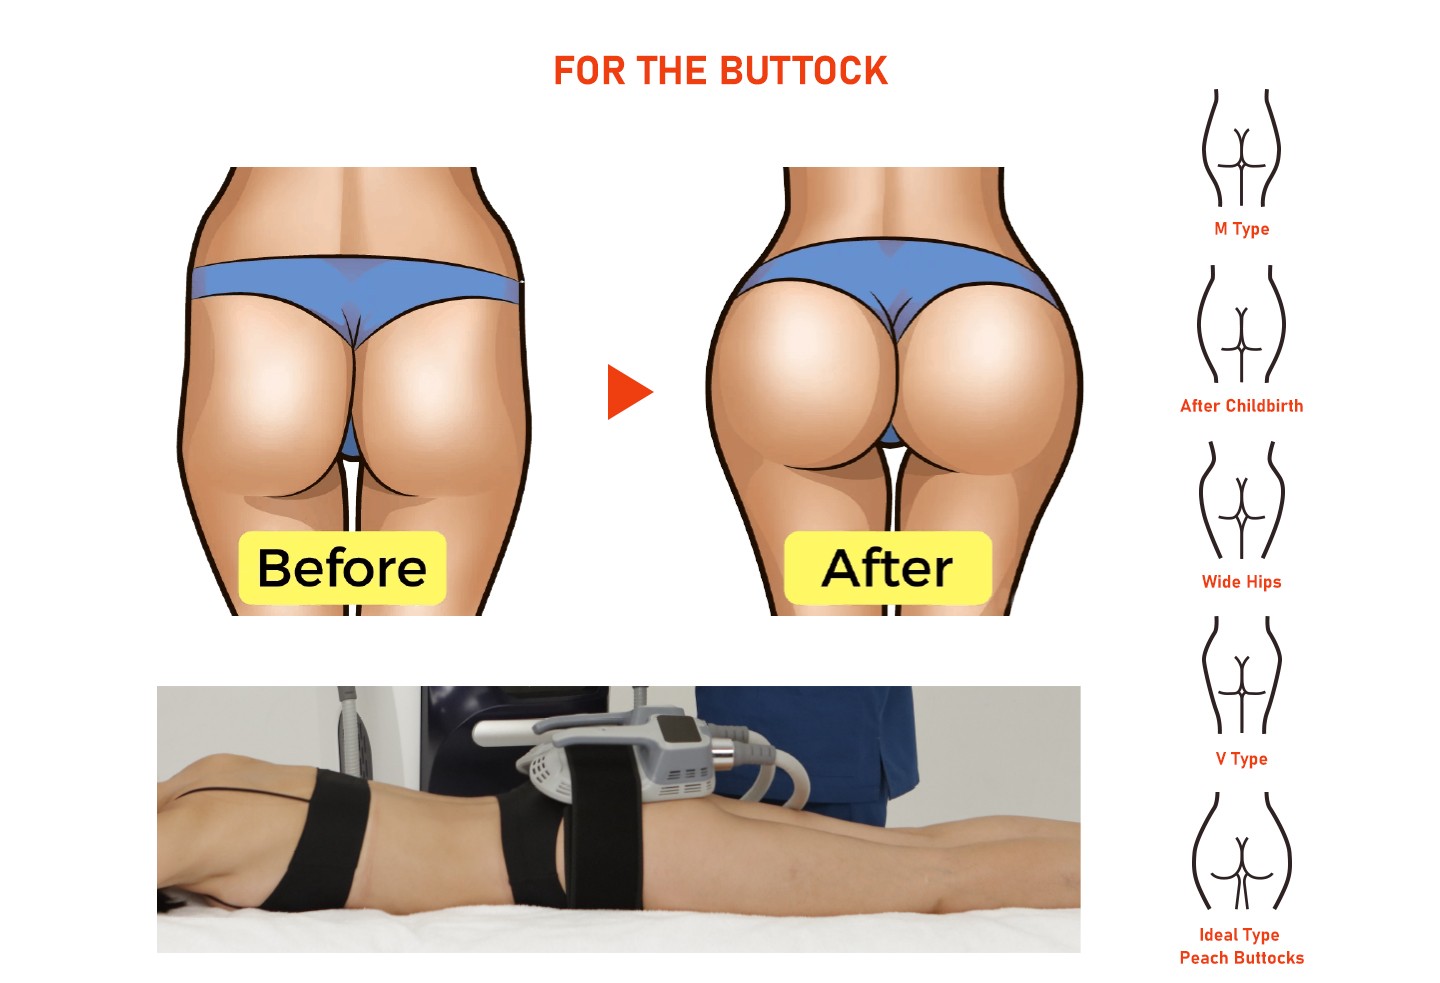 FOR THE BUTTOCK
Before
After
M Type
After Childbirth
Wide Hips
V Type
Ideal Type
Peach Buttocks